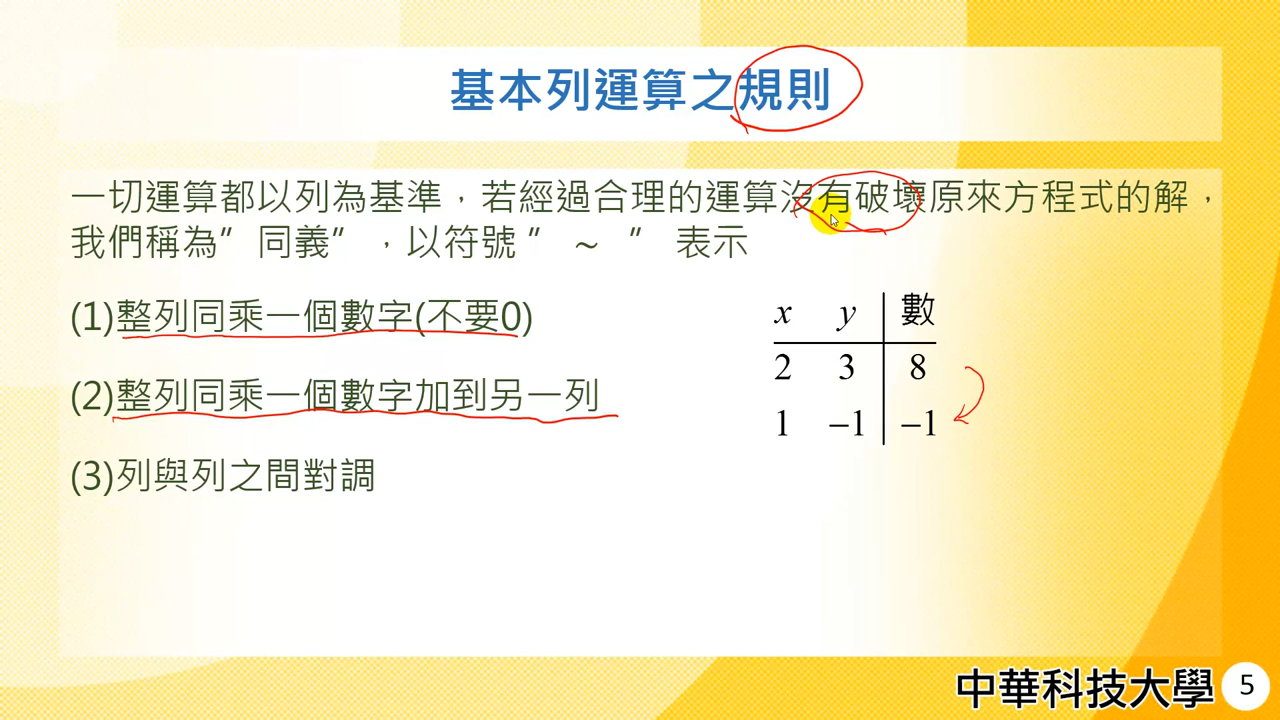 基本列運算之規則
一切運算都以列為基準，若經過合理的運算沒有破壞原來方程式的解，
我們稱為”同義”，以符號 ” ~ ” 表示
(1)整列同乘一個數字(不要0)
(2)整列同乘一個數字加到另一列
(3)列與列之間對調
x y 數
2 3 8
1 −1 −1
中華科技大學 5